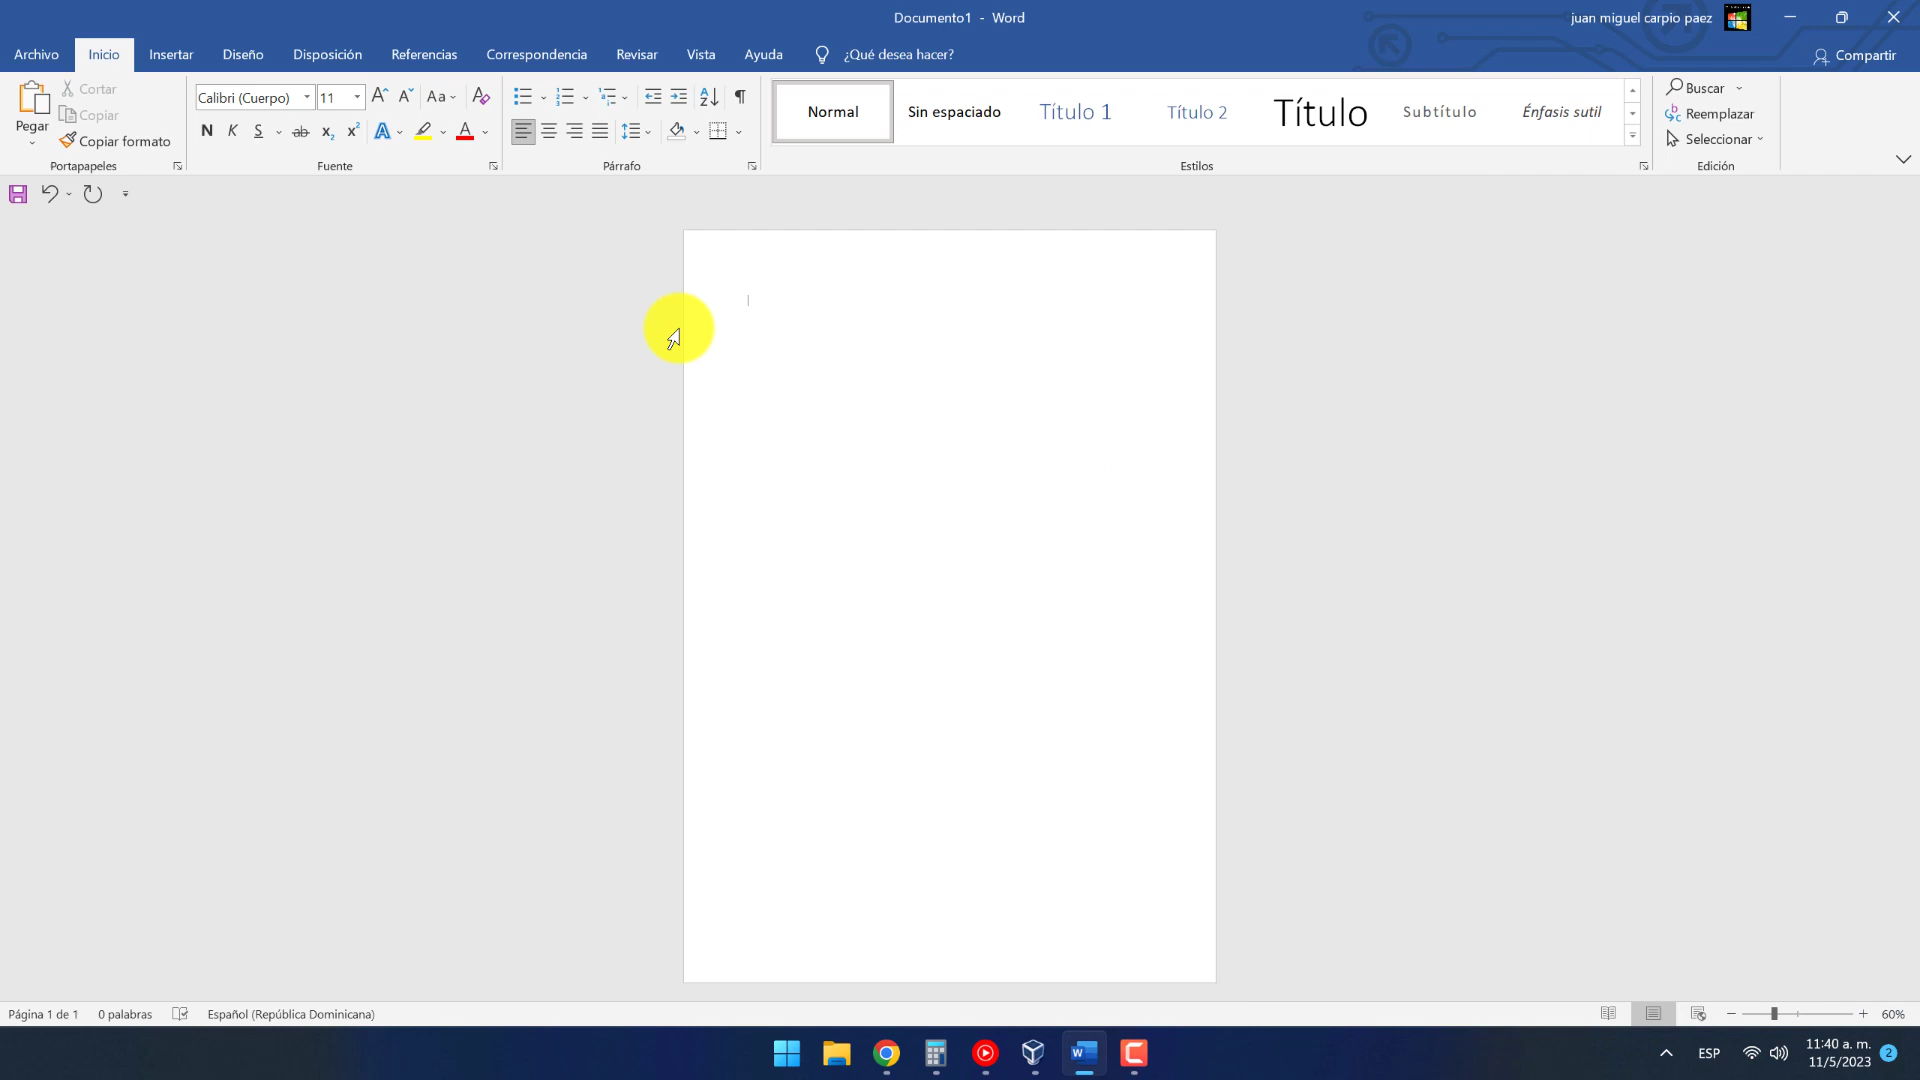 Documento1 - Word
juan miguel carpio paez
Archivo
Inicio
Insertar
Diseño
Disposición
Referencias
Correspondencia
Revisar
Vista
Ayuda
¿Qué desea hacer?
Compartir
Pegar
Cortar
Copiar
Copiar formato
Portapapeles
Calibri (Cuerpo)
11
Aa
N K S ab x₂ x² A A
Fuente
Párrafo
Normal
Sin espaciado
Título 1
Título 2
Título
Subtítulo
Énfasis sutil
Estilos
Buscar
Reemplazar
Seleccionar
Edición
Página 1 de 1
0 palabras
Español (República Dominicana)
60%
ESP
11:40 a. m.
11/5/2023
2